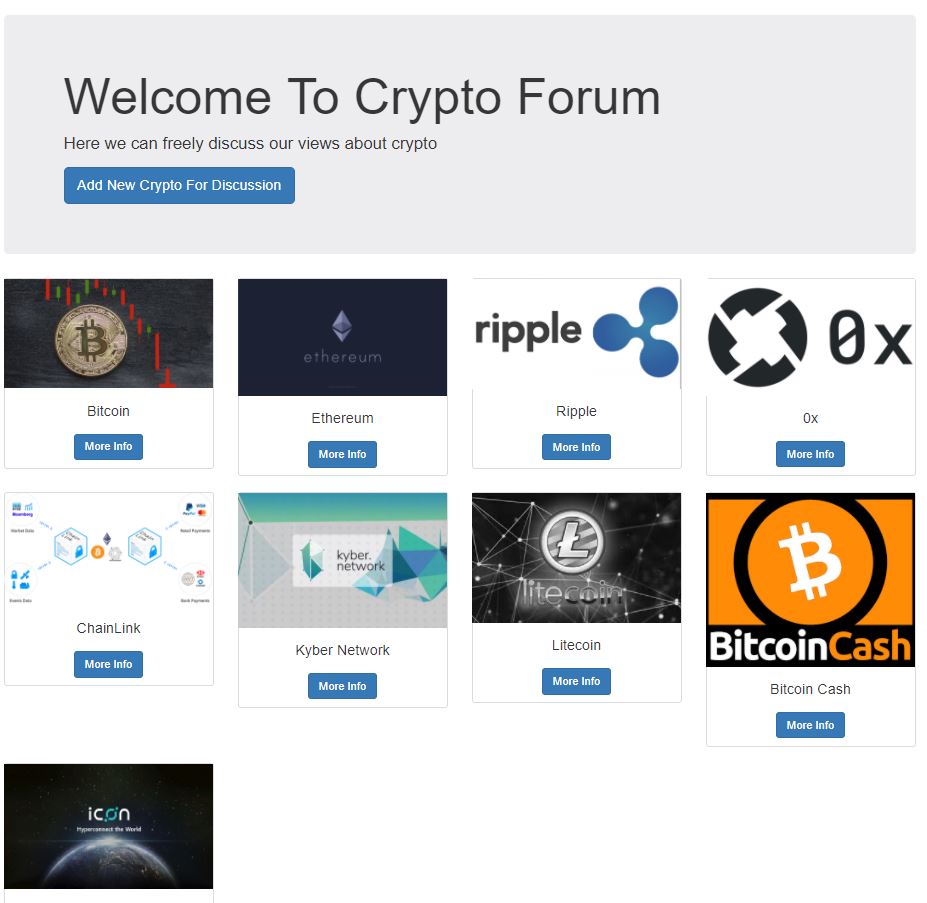 Welcome To Crypto Forum
Here we can freely discuss our views about crypto
Add New Crypto For Discussion
ethereum
ripple
0x
Bitcoin
Ethereum
Ripple
0x
More Info
More Info
More Info
More Info
Bloomberg
PayPal
VISA
Market Data
Retail Payments
Events Data
Bank Payments
kyber.
network
litecoin
BitcoinCash
ChainLink
Kyber Network
Litecoin
Bitcoin Cash
More Info
More Info
More Info
More Info
icon
Hyperconnect the World